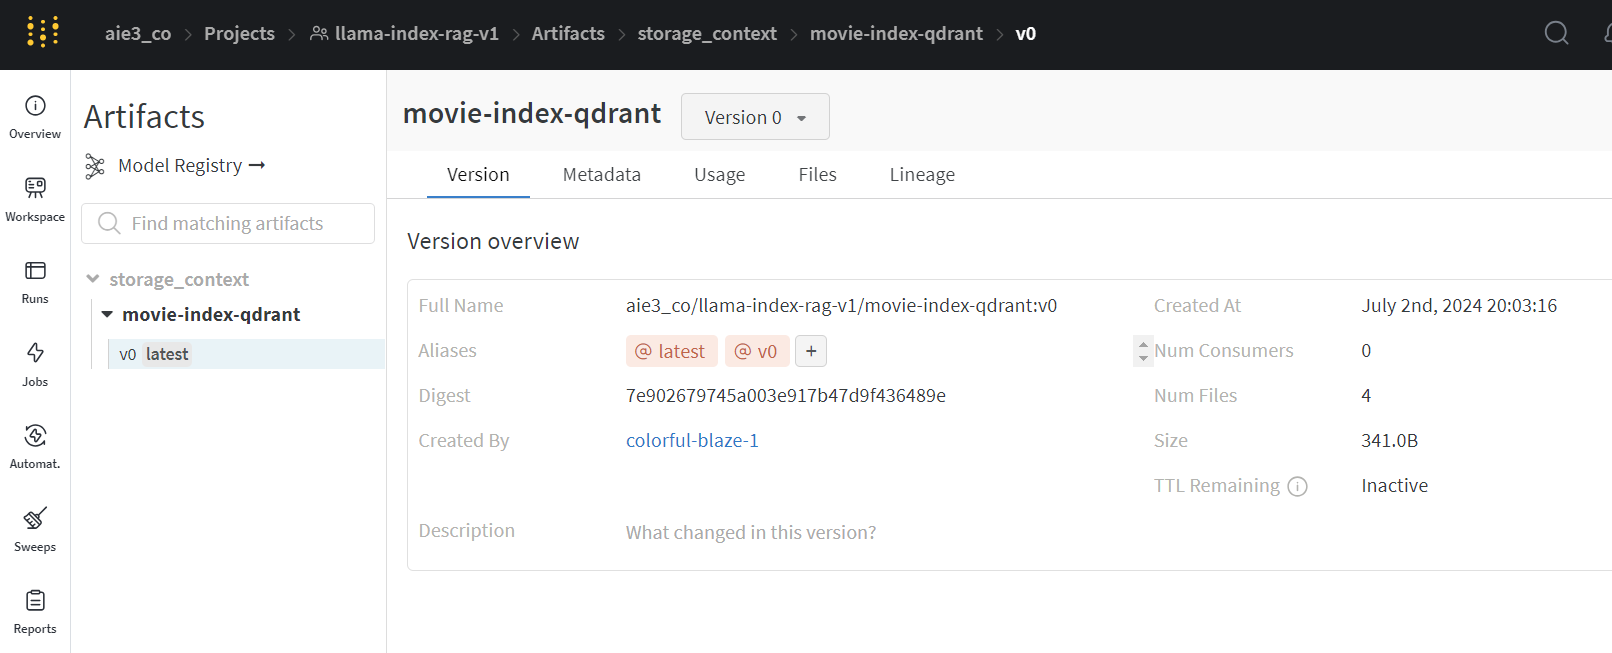 aie3_co > Projects > llama-index-rag-v1 > Artifacts > storage_context > movie-index-qdrant > v0
Overview
Workspace
Runs
Jobs
Automat.
Sweeps
Reports
Artifacts
Model Registry →
Find matching artifacts
storage_context
movie-index-qdrant
v0 latest
movie-index-qdrant
Version 0
Version Metadata Usage Files Lineage
Version overview
Full Name aie3_co/llama-index-rag-v1/movie-index-qdrant:v0
Aliases @ latest @ v0 +
Digest 7e902679745a003e917b47d9f436489e
Created By colorful-blaze-1
Description What changed in this version?
Created At July 2nd, 2024 20:03:16
Num Consumers 0
Num Files 4
Size 341.0B
TTL Remaining Inactive